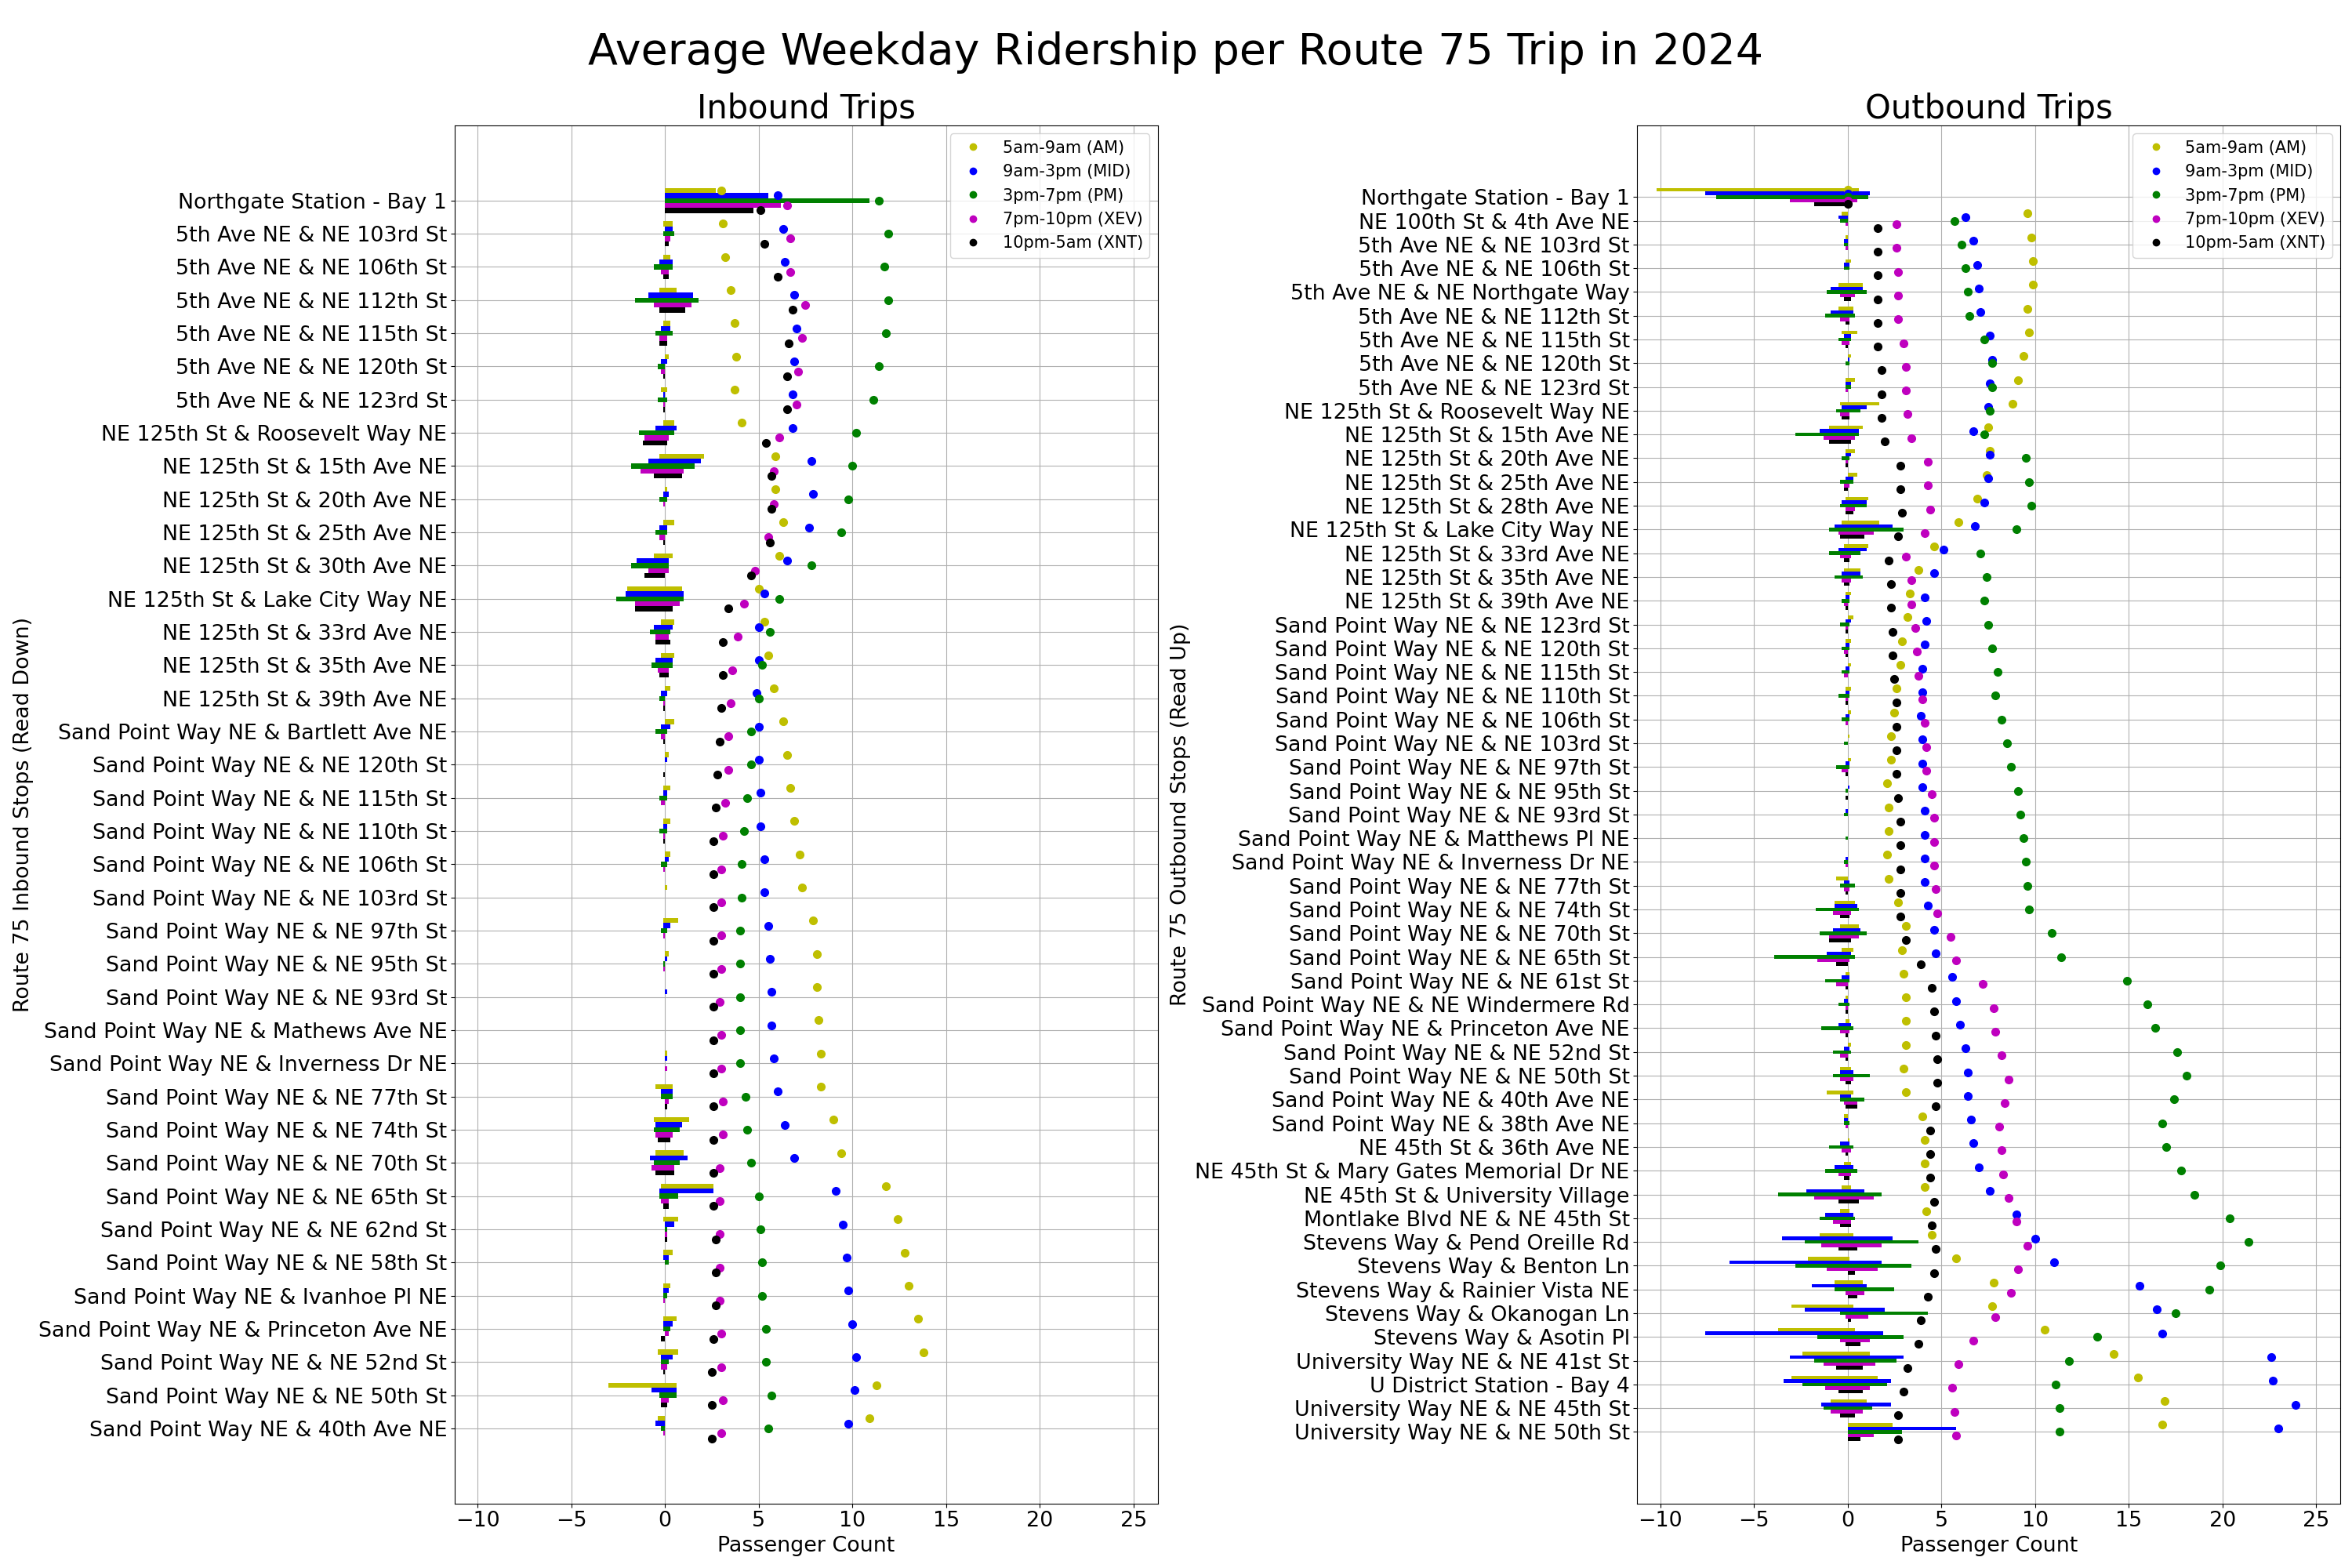 Average Weekday Ridership per Route 75 Trip in 2024
Inbound Trips
Route 75 Inbound Stops (Read Down)
Northgate Station - Bay 1
5th Ave NE & NE 103rd St
5th Ave NE & NE 106th St
5th Ave NE & NE 112th St
5th Ave NE & NE 115th St
5th Ave NE & NE 120th St
5th Ave NE & NE 123rd St
NE 125th St & Roosevelt Way NE
NE 125th St & 15th Ave NE
NE 125th St & 20th Ave NE
NE 125th St & 25th Ave NE
NE 125th St & 30th Ave NE
NE 125th St & Lake City Way NE
NE 125th St & 33rd Ave NE
NE 125th St & 35th Ave NE
NE 125th St & 39th Ave NE
Sand Point Way NE & Bartlett Ave NE
Sand Point Way NE & NE 120th St
Sand Point Way NE & NE 115th St
Sand Point Way NE & NE 110th St
Sand Point Way NE & NE 106th St
Sand Point Way NE & NE 103rd St
Sand Point Way NE & NE 97th St
Sand Point Way NE & NE 95th St
Sand Point Way NE & NE 93rd St
Sand Point Way NE & Mathews Ave NE
Sand Point Way NE & Inverness Dr NE
Sand Point Way NE & NE 77th St
Sand Point Way NE & NE 74th St
Sand Point Way NE & NE 70th St
Sand Point Way NE & NE 65th St
Sand Point Way NE & NE 62nd St
Sand Point Way NE & NE 58th St
Sand Point Way NE & Ivanhoe Pl NE
Sand Point Way NE & Princeton Ave NE
Sand Point Way NE & NE 52nd St
Sand Point Way NE & NE 50th St
Sand Point Way NE & 40th Ave NE
5am-9am (AM)
9am-3pm (MID)
3pm-7pm (PM)
7pm-10pm (XEV)
10pm-5am (XNT)
−10 −5 0 5 10 15 20 25
Passenger Count
Outbound Trips
Route 75 Outbound Stops (Read Up)
Northgate Station - Bay 1
NE 100th St & 4th Ave NE
5th Ave NE & NE 103rd St
5th Ave NE & NE 106th St
5th Ave NE & NE Northgate Way
5th Ave NE & NE 112th St
5th Ave NE & NE 115th St
5th Ave NE & NE 120th St
5th Ave NE & NE 123rd St
NE 125th St & Roosevelt Way NE
NE 125th St & 15th Ave NE
NE 125th St & 20th Ave NE
NE 125th St & 25th Ave NE
NE 125th St & 28th Ave NE
NE 125th St & Lake City Way NE
NE 125th St & 33rd Ave NE
NE 125th St & 35th Ave NE
NE 125th St & 39th Ave NE
Sand Point Way NE & NE 123rd St
Sand Point Way NE & NE 120th St
Sand Point Way NE & NE 115th St
Sand Point Way NE & NE 110th St
Sand Point Way NE & NE 106th St
Sand Point Way NE & NE 103rd St
Sand Point Way NE & NE 97th St
Sand Point Way NE & NE 95th St
Sand Point Way NE & NE 93rd St
Sand Point Way NE & Matthews Pl NE
Sand Point Way NE & Inverness Dr NE
Sand Point Way NE & NE 77th St
Sand Point Way NE & NE 74th St
Sand Point Way NE & NE 70th St
Sand Point Way NE & NE 65th St
Sand Point Way NE & NE 61st St
Sand Point Way NE & NE Windermere Rd
Sand Point Way NE & Princeton Ave NE
Sand Point Way NE & NE 52nd St
Sand Point Way NE & NE 50th St
Sand Point Way NE & 40th Ave NE
Sand Point Way NE & 38th Ave NE
NE 45th St & 36th Ave NE
NE 45th St & Mary Gates Memorial Dr NE
NE 45th St & University Village
Montlake Blvd NE & NE 45th St
Stevens Way & Pend Oreille Rd
Stevens Way & Benton Ln
Stevens Way & Rainier Vista NE
Stevens Way & Okanogan Ln
Stevens Way & Asotin Pl
University Way NE & NE 41st St
U District Station - Bay 4
University Way NE & NE 45th St
University Way NE & NE 50th St
5am-9am (AM)
9am-3pm (MID)
3pm-7pm (PM)
7pm-10pm (XEV)
10pm-5am (XNT)
−10 −5 0 5 10 15 20 25
Passenger Count